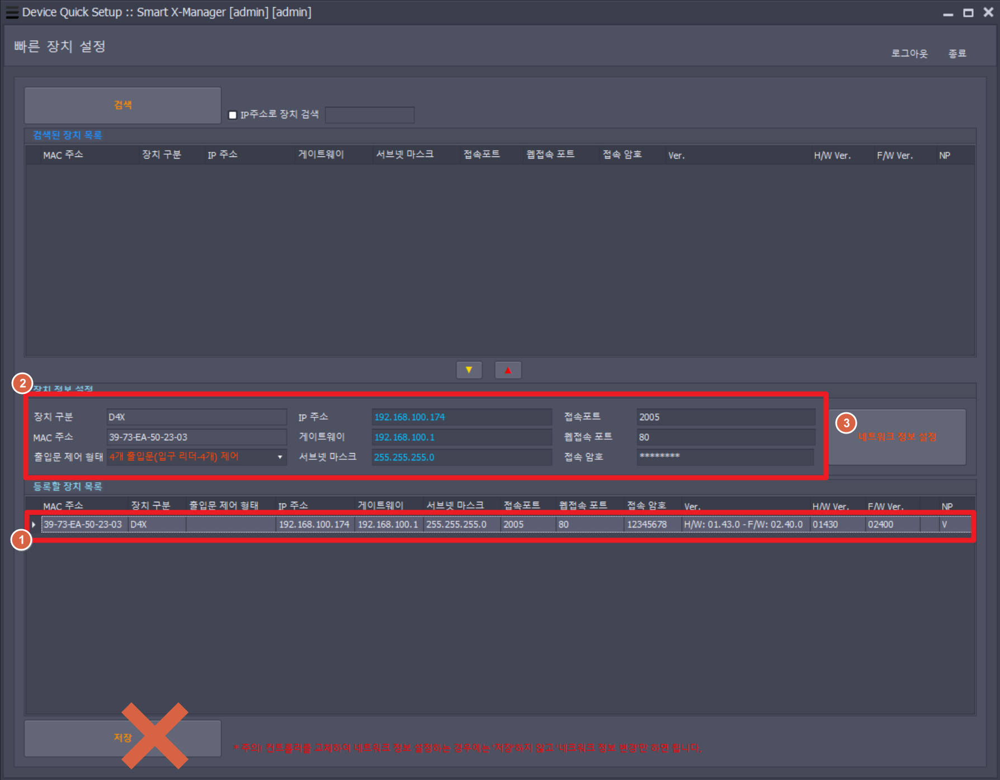 Device Quick Setup :: Smart X-Manager [admin] [admin]
빠른 장치 설정
로그아웃 종료
검색
IP주소로 장치 검색
검색된 장치 목록
MAC 주소 장치 구분 IP 주소 게이트웨이 서브넷 마스크 접속포트 웹접속 포트 접속 암호 Ver. H/W Ver. F/W Ver. NP
▼ ▲
2
장치 정보 설정
장치 구분 D4X IP 주소 192.168.100.174 접속포트 2005
3
MAC 주소 39-73-EA-50-23-03 게이트웨이 192.168.100.1 웹접속 포트 80 네트워크 정보 설정
출입문 제어 형태 4개 출입문(입구 리더-4개) 제어 서브넷 마스크 255.255.255.0 접속 암호 ********
등록할 장치 목록
MAC 주소 장치 구분 출입문 제어 형태 IP 주소 게이트웨이 서브넷 마스크 접속포트 웹접속 포트 접속 암호 Ver. H/W Ver. F/W Ver. NP
39-73-EA-50-23-03 D4X 192.168.100.174 192.168.100.1 255.255.255.0 2005 80 12345678 H/W: 01.43.0 - F/W: 02.40.0 01430 02400 V
1
저장
* 주의! 컨트롤러를 교체하여 네트워크 정보 설정하는 경우에는 '저장'하지 않고 '네크워크 정보 변경'만 하면 됩니다.